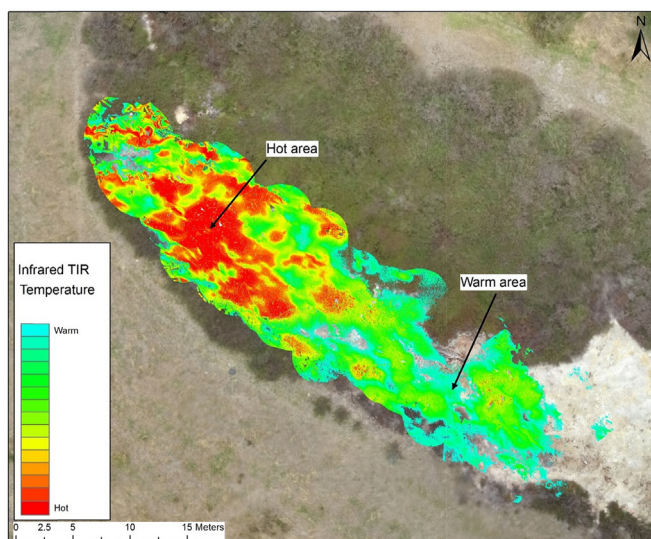 N
Hot area
Infrared TIR
Temperature
Warm area
Warm
Hot
0 2.5 5 10 15 Meters